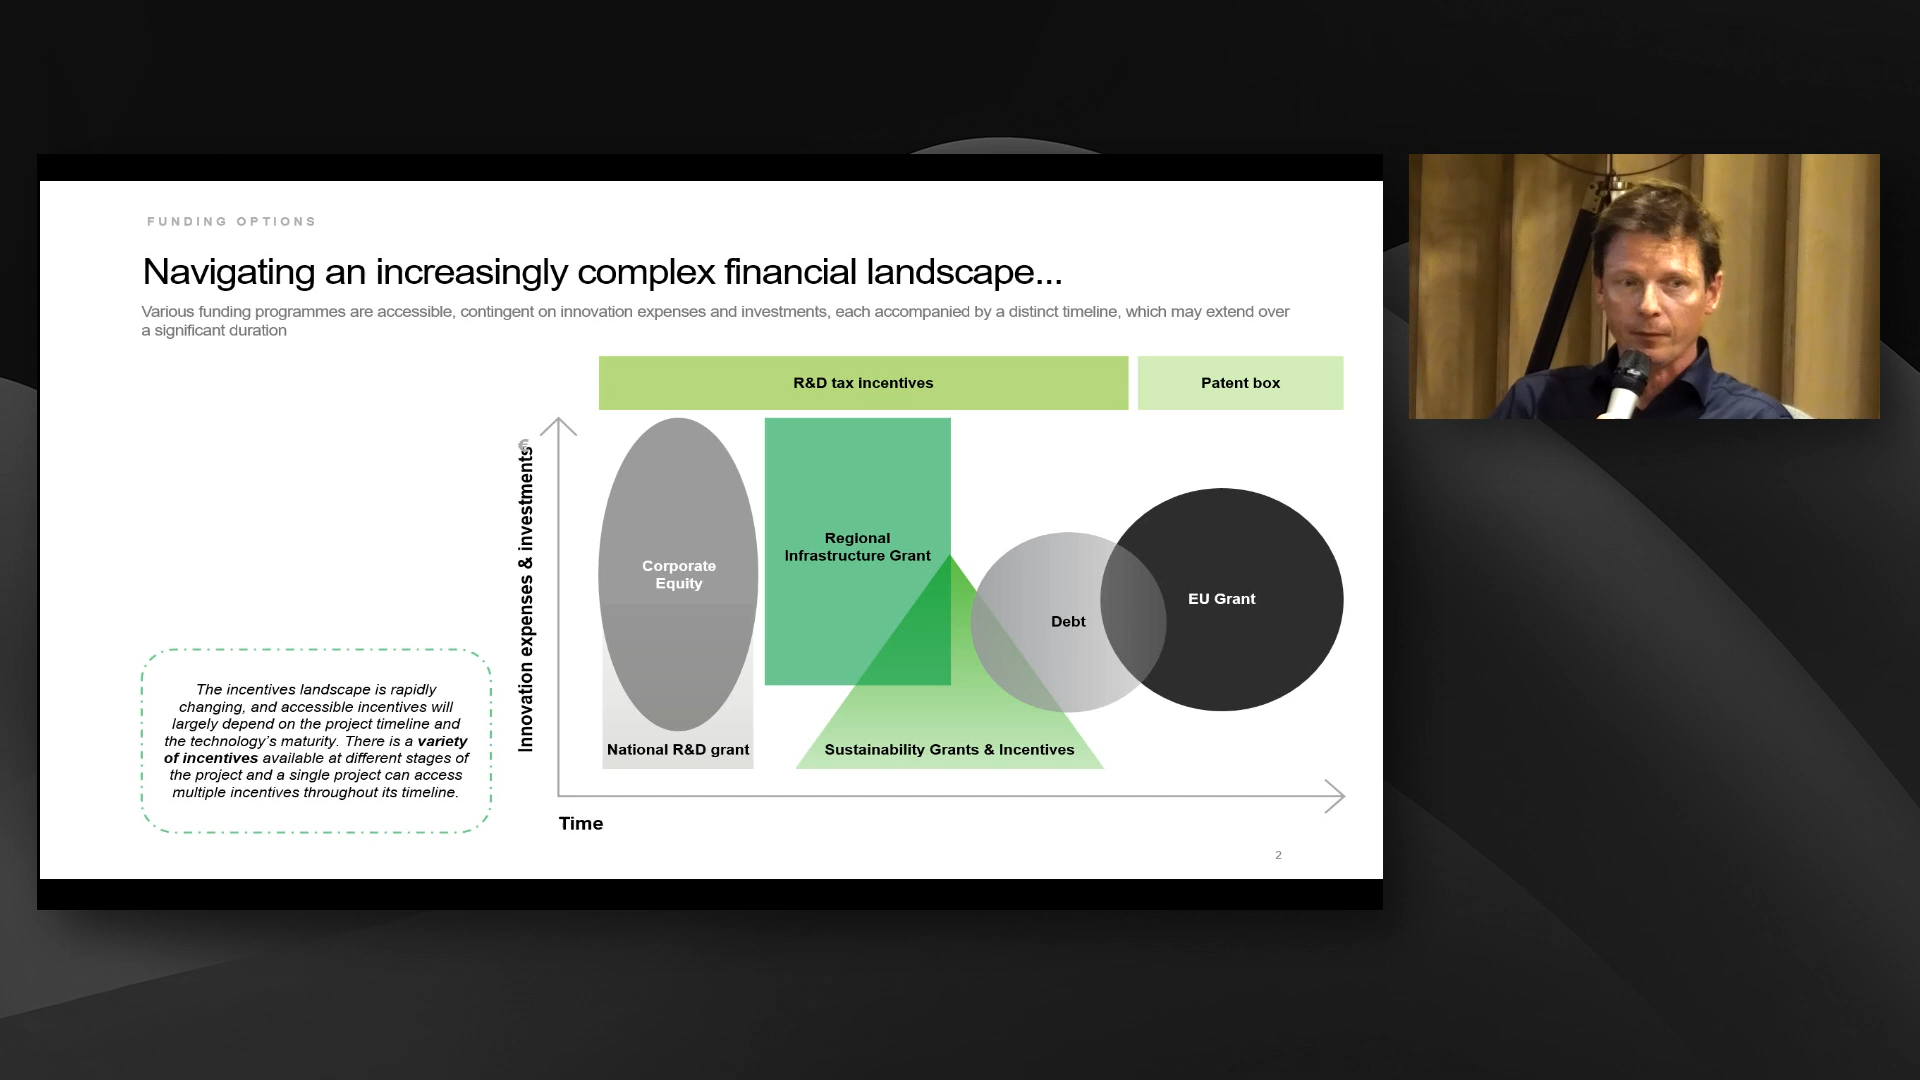 FUNDING OPTIONS
Navigating an increasingly complex financial landscape...
Various funding programmes are accessible, contingent on innovation expenses and investments, each accompanied by a distinct timeline, which may extend over
a significant duration
R&D tax incentives
Patent box
€
Innovation expenses & investments
Corporate
Equity
Regional
Infrastructure Grant
Debt
EU Grant
National R&D grant
Sustainability Grants & Incentives
The incentives landscape is rapidly
changing, and accessible incentives will
largely depend on the project timeline and
the technology's maturity. There is a variety
of incentives available at different stages of
the project and a single project can access
multiple incentives throughout its timeline.
Time
2